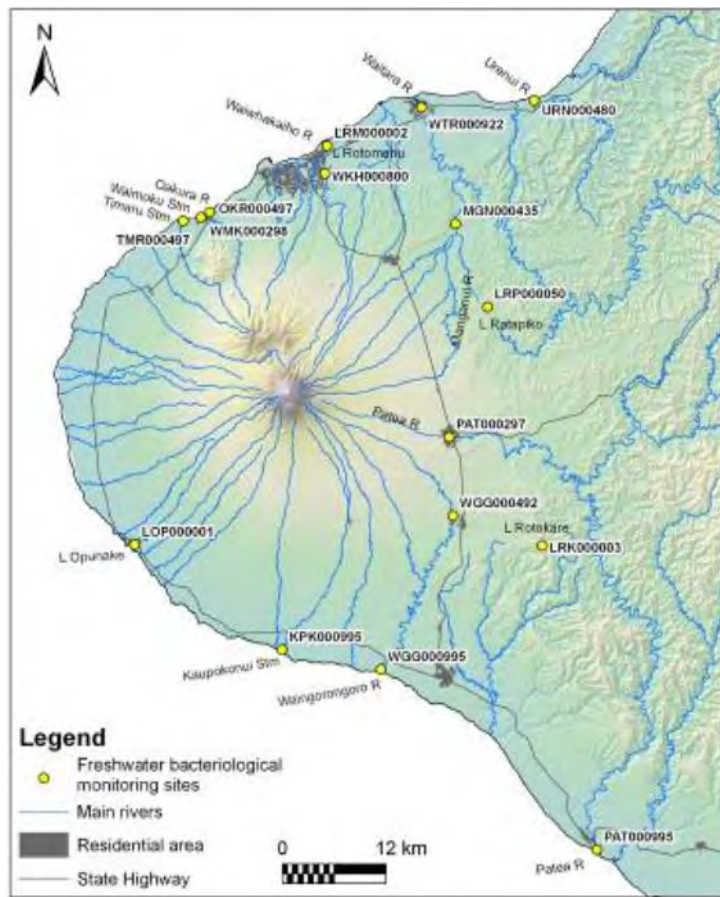 N
Urenui R
Waitara R
URN000480
WTR000922
Waiwhakaiho R
LRM000002
L Rotomanu
WKH000800
Oakura R
Waimoku Stm
Timaru Stm
OKR000497
WMK000298
TMR000497
MGN000435
LRP000050
L Ratapiko
Manganui R
Patea R
PAT000297
WGG000492
L Rotokare
LRK000003
LOP000001
L Opunake
KPK000995
Kaupokonui Stm
WGG000995
Waingongoro R
Legend
Freshwater bacteriological
monitoring sites
Main rivers
Residential area
State Highway
0 12 km
PAT000995
Patea R